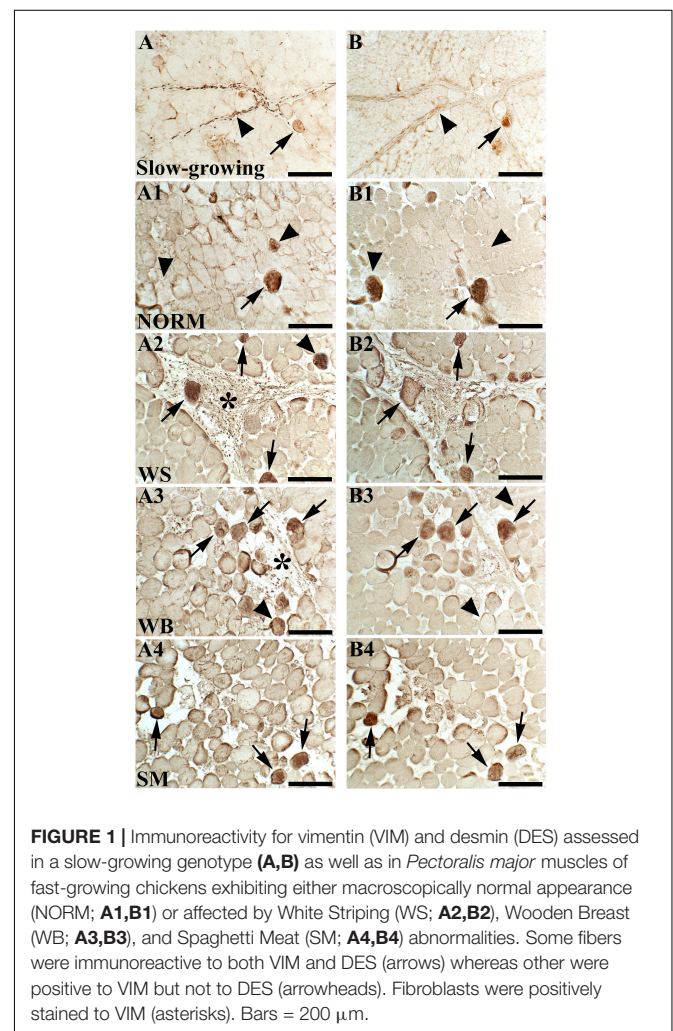 A
B
Slow-growing
A1
B1
NORM
A2
B2
*
WS
A3
B3
*
WB
A4
B4
SM
FIGURE 1 | Immunoreactivity for vimentin (VIM) and desmin (DES) assessed
in a slow-growing genotype (A,B) as well as in Pectoralis major muscles of
fast-growing chickens exhibiting either macroscopically normal appearance
(NORM; A1,B1) or affected by White Striping (WS; A2,B2), Wooden Breast
(WB; A3,B3), and Spaghetti Meat (SM; A4,B4) abnormalities. Some fibers
were immunoreactive to both VIM and DES (arrows) whereas other were
positive to VIM but not to DES (arrowheads). Fibroblasts were positively
stained to VIM (asterisks). Bars = 200 μm.